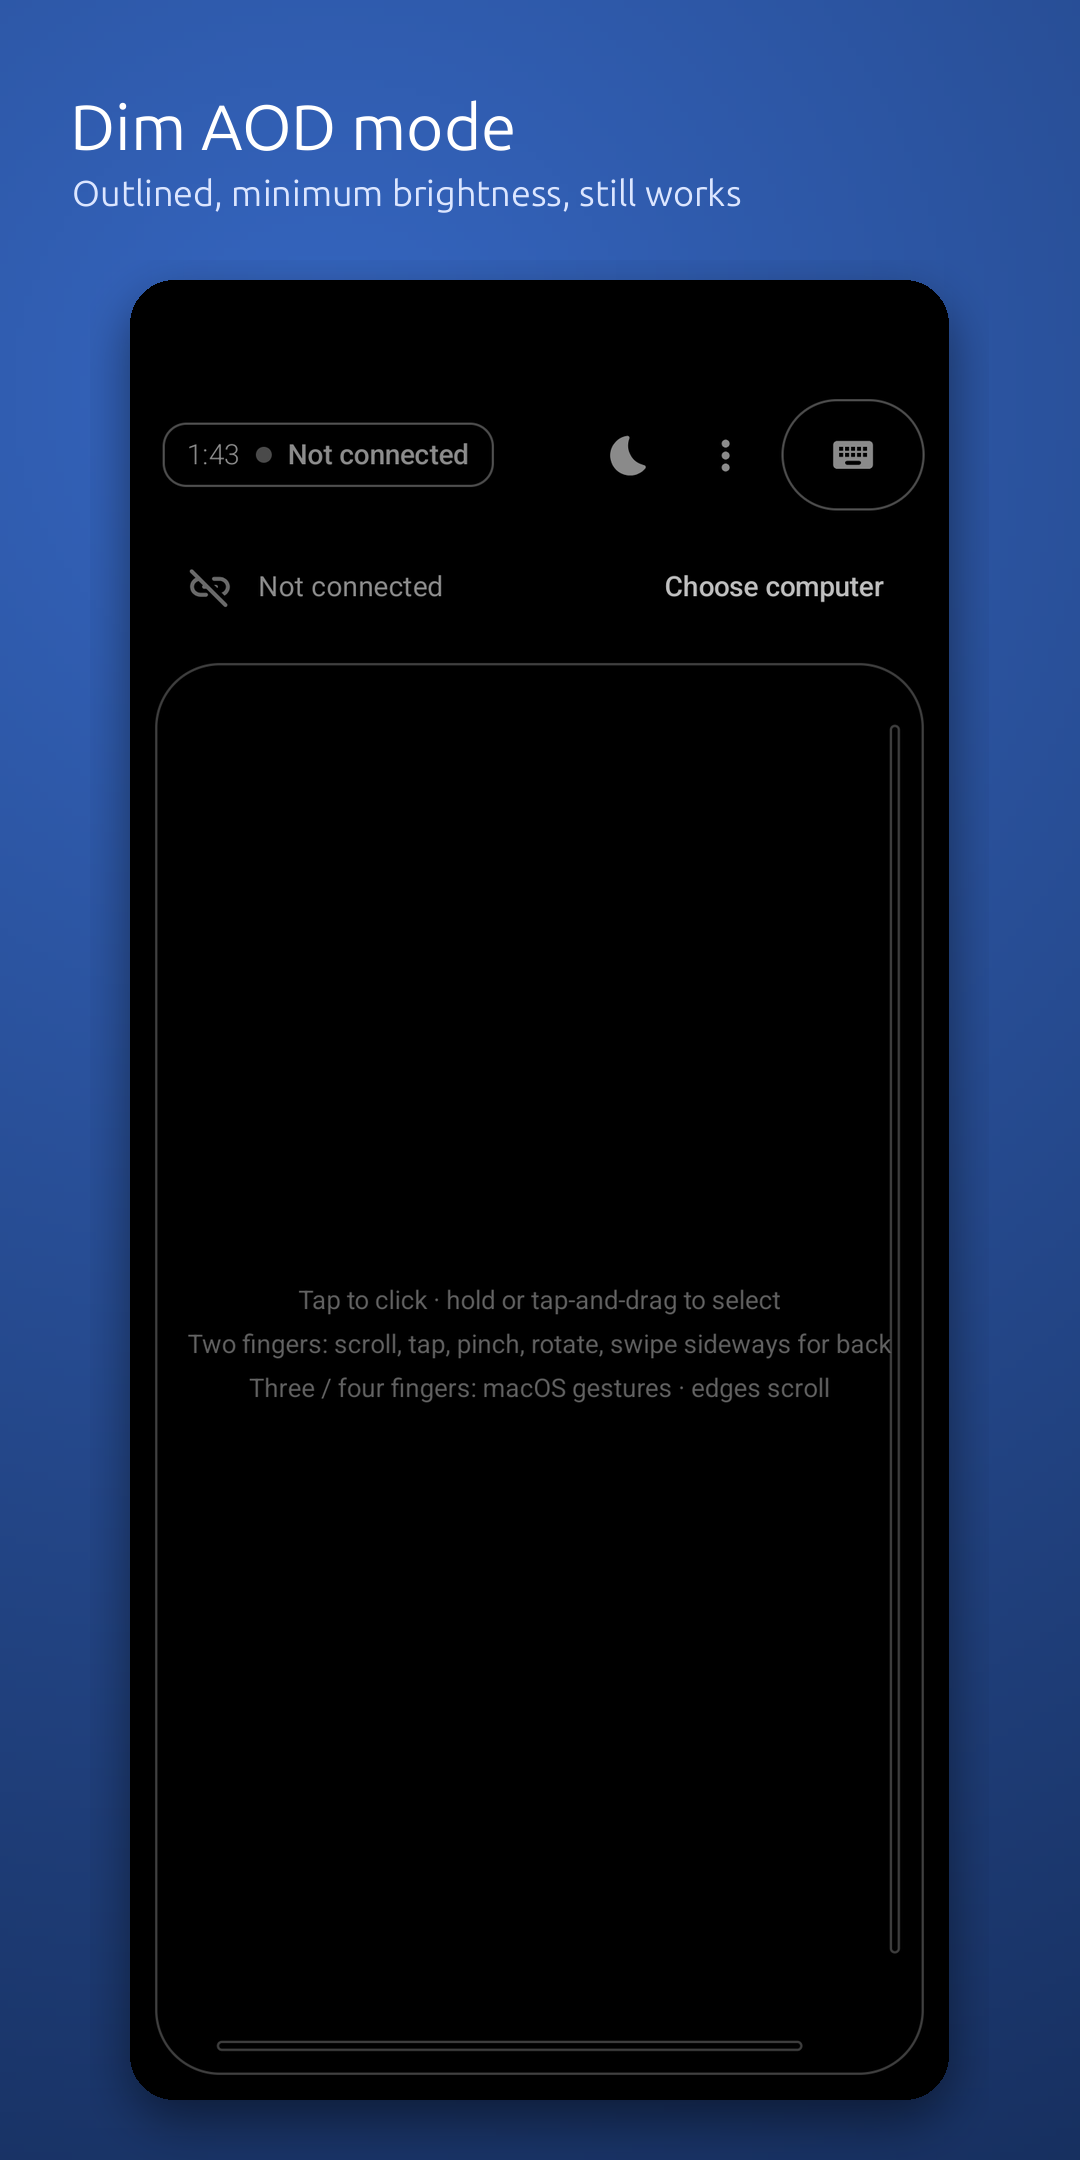 Dim AOD mode
Outlined, minimum brightness, still works
1:43 Not connected
Not connected Choose computer
Tap to click · hold or tap-and-drag to select
Two fingers: scroll, tap, pinch, rotate, swipe sideways for back
Three / four fingers: macOS gestures · edges scroll